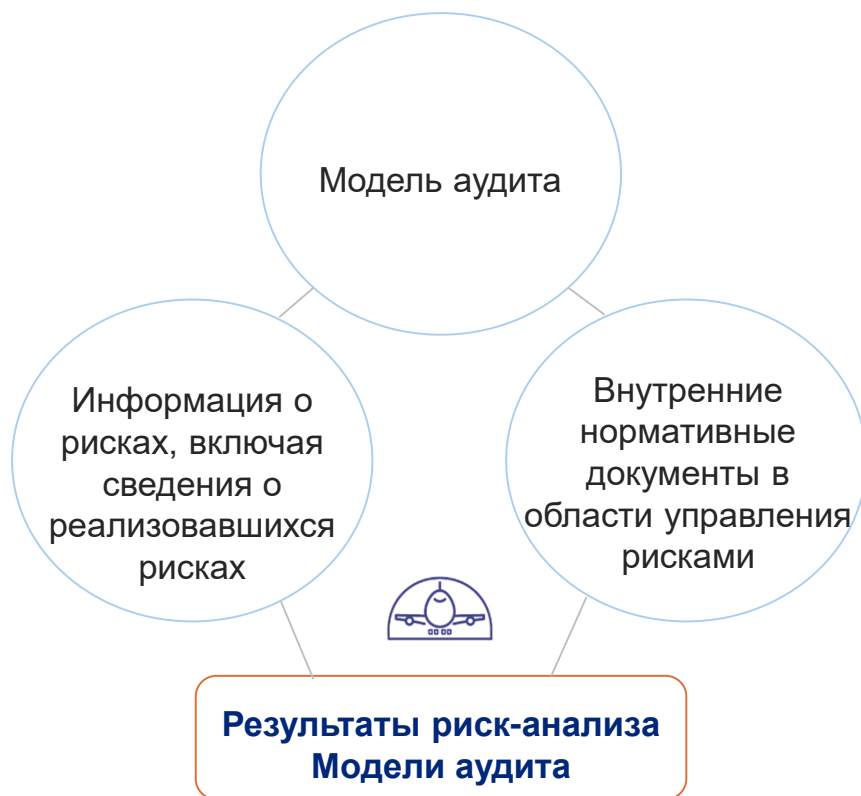 Модель аудита
Информация о
рисках, включая
сведения о
реализовавшихся
рисках
Внутренние
нормативные
документы в
области управления
рисками
Результаты риск-анализа
Модели аудита